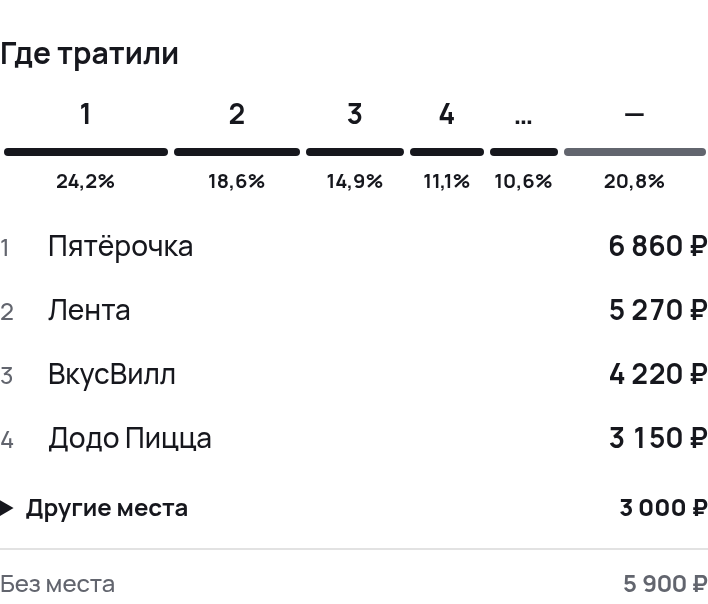 Где тратили
1 2 3 4 ... —
24,2% 18,6% 14,9% 11,1% 10,6% 20,8%
1 Пятёрочка 6 860 ₽
2 Лента 5 270 ₽
3 ВкусВилл 4 220 ₽
4 Додо Пицца 3 150 ₽
Другие места 3 000 ₽
Без места 5 900 ₽